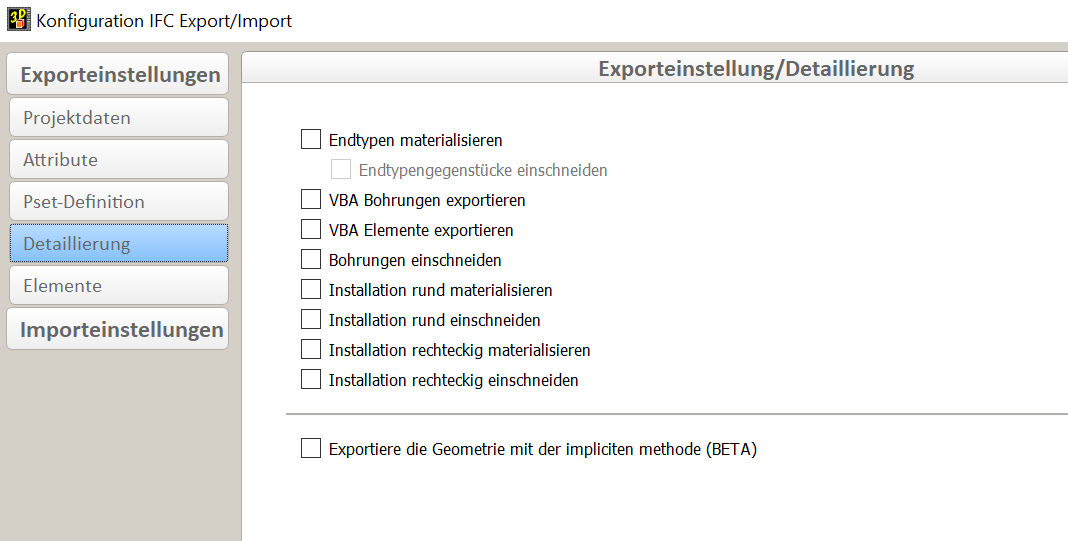 Konfiguration IFC Export/Import
Exporteinstellungen
Projektdaten
Attribute
Pset-Definition
Detaillierung
Elemente
Importeinstellungen
Exporteinstellung/Detaillierung
Endtypen materialisieren
Endtypengegenstücke einschneiden
VBA Bohrungen exportieren
VBA Elemente exportieren
Bohrungen einschneiden
Installation rund materialisieren
Installation rund einschneiden
Installation rechteckig materialisieren
Installation rechteckig einschneiden
Exportiere die Geometrie mit der impliciten methode (BETA)